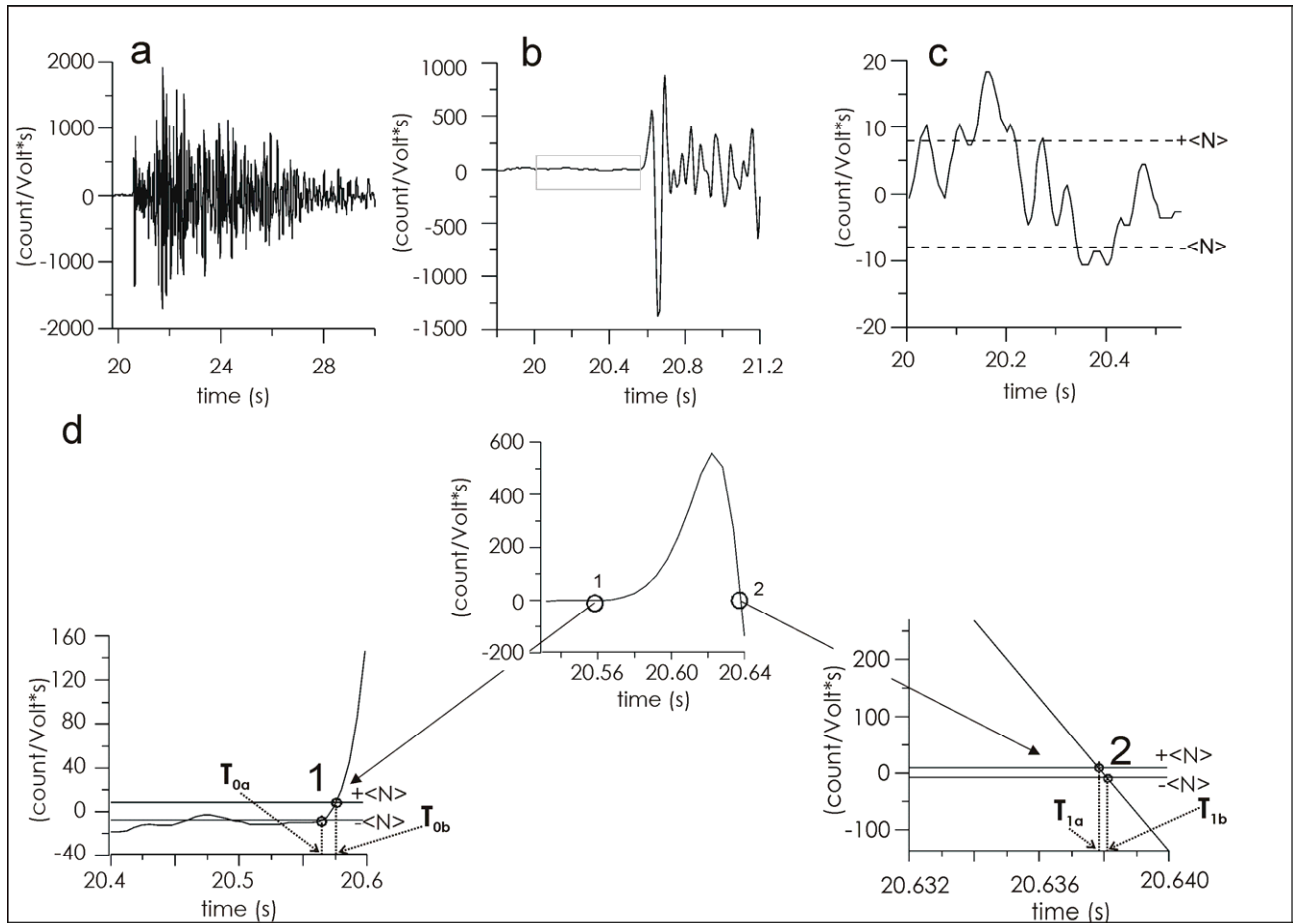 a
2000
1000
0
-1000
-2000
(count/Volt*s)
20 24 28
time (s)
b
1000
500
0
-500
-1000
-1500
(count/Volt*s)
20 20.4 20.8 21.2
time (s)
c
20
10
0
-10
-20
(count/Volt*s)
+<N>
-<N>
20 20.2 20.4
time (s)
d
600
400
200
0
-200
(count/Volt*s)
1
2
20.56 20.60 20.64
time (s)
160
120
80
40
0
-40
(count/Volt*s)
T0a
1
+<N>
-<N>
T0b
20.4 20.5 20.6
time (s)
200
100
0
-100
(count/Volt*s)
2
+<N>
-<N>
T1a
T1b
20.632 20.636 20.640
time (s)